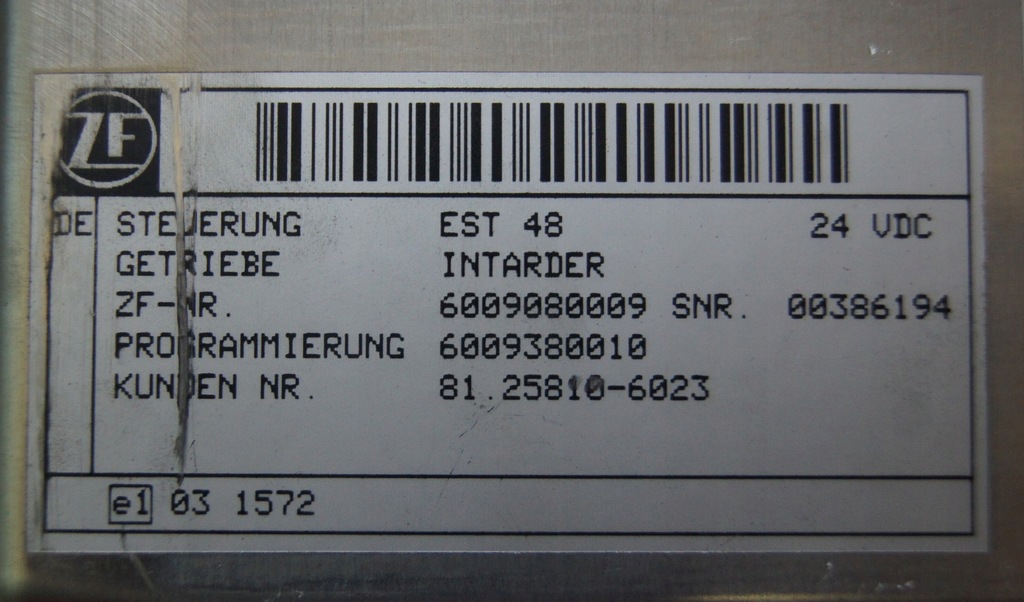 ZF
DE STEUERUNG EST 48 24 VDC
GETRIEBE INTARDER
ZF-NR. 6009080009 SNR. 00386194
PROGRAMMIERUNG 6009380010
KUNDEN NR. 81.25810-6023
e1 03 1572